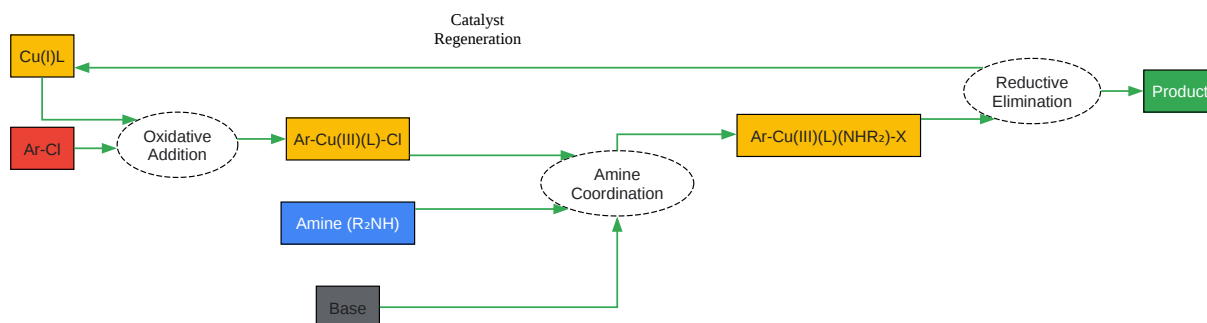 Catalyst
Regeneration
Cu(I)L
Reductive
Elimination
Product
Ar-Cl
Oxidative
Addition
Ar-Cu(III)(L)-Cl
Ar-Cu(III)(L)(NHR₂)-X
Amine
Coordination
Amine (R₂NH)
Base